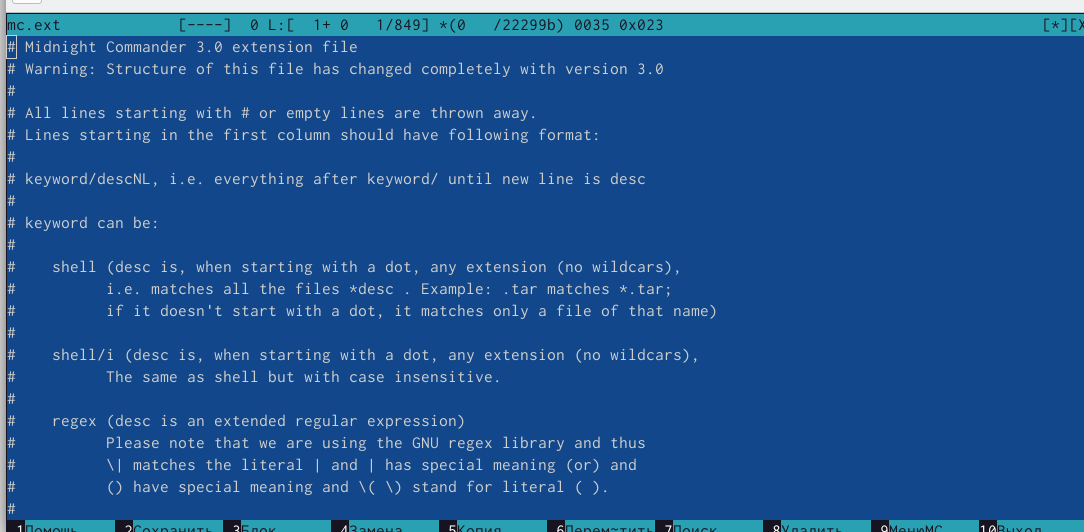 mc.ext [----] 0 L:[ 1+ 0 1/849] *(0 /22299b) 0035 0x023 [*][X
# Midnight Commander 3.0 extension file
# Warning: Structure of this file has changed completely with version 3.0
#
# All lines starting with # or empty lines are thrown away.
# Lines starting in the first column should have following format:
#
# keyword/descNL, i.e. everything after keyword/ until new line is desc
#
# keyword can be:
#
# shell (desc is, when starting with a dot, any extension (no wildcars),
# i.e. matches all the files *desc . Example: .tar matches *.tar;
# if it doesn't start with a dot, it matches only a file of that name)
#
# shell/i (desc is, when starting with a dot, any extension (no wildcars),
# The same as shell but with case insensitive.
#
# regex (desc is an extended regular expression)
# Please note that we are using the GNU regex library and thus
# \| matches the literal | and | has special meaning (or) and
# () have special meaning and \( \) stand for literal ( ).
#
1Помощь 2Сохранить 3Блок 4Замена 5Копия 6Перем~тить 7Поиск 8Удалить 9МенюМС 10Выход